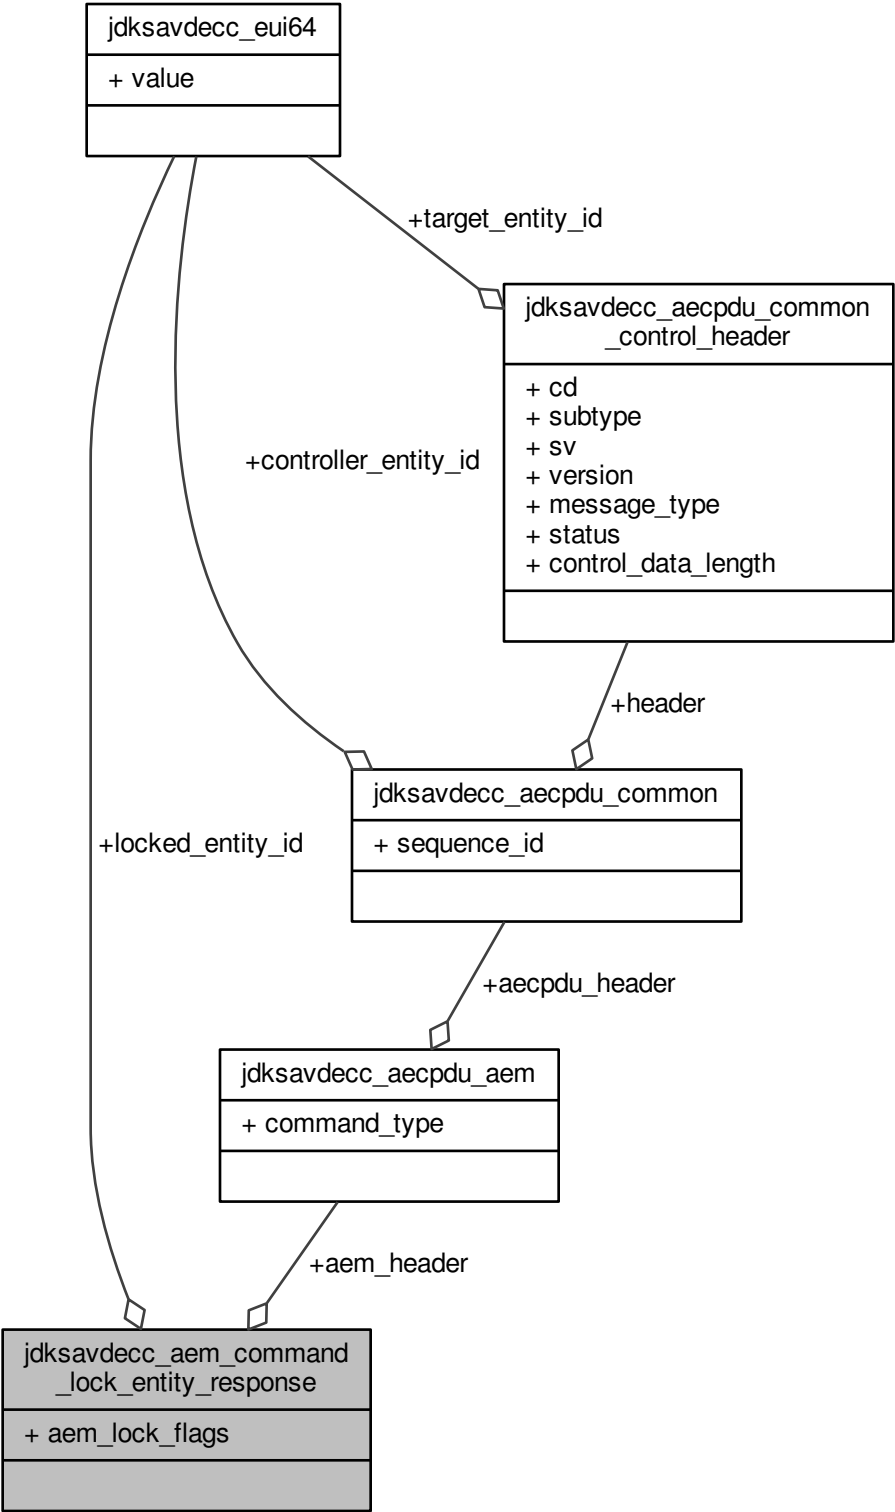 jdksavdecc_eui64
+ value
+target_entity_id
jdksavdecc_aecpdu_common
_control_header
+ cd
+ subtype
+ sv
+ version
+ message_type
+ status
+ control_data_length
+controller_entity_id
+header
jdksavdecc_aecpdu_common
+ sequence_id
+locked_entity_id
+aecpdu_header
jdksavdecc_aecpdu_aem
+ command_type
+aem_header
jdksavdecc_aem_command
_lock_entity_response
+ aem_lock_flags